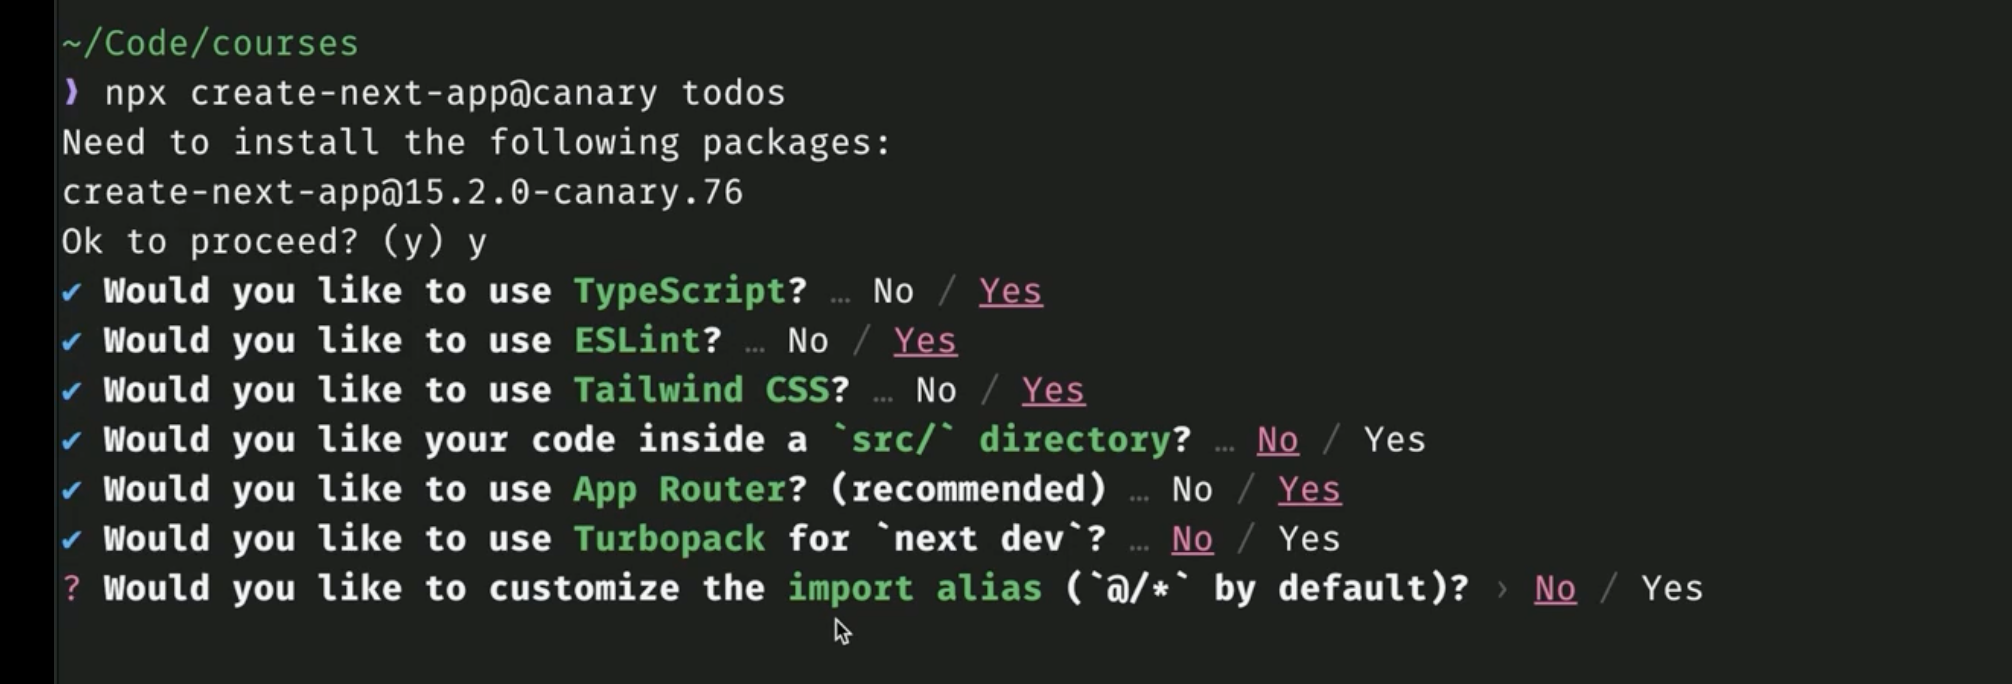 ~/Code/courses
❫ npx create-next-app@canary todos
Need to install the following packages:
create-next-app@15.2.0-canary.76
Ok to proceed? (y) y
✔ Would you like to use TypeScript? … No / Yes
✔ Would you like to use ESLint? … No / Yes
✔ Would you like to use Tailwind CSS? … No / Yes
✔ Would you like your code inside a `src/` directory? … No / Yes
✔ Would you like to use App Router? (recommended) … No / Yes
✔ Would you like to use Turbopack for `next dev`? … No / Yes
? Would you like to customize the import alias (`@/*` by default)? › No / Yes